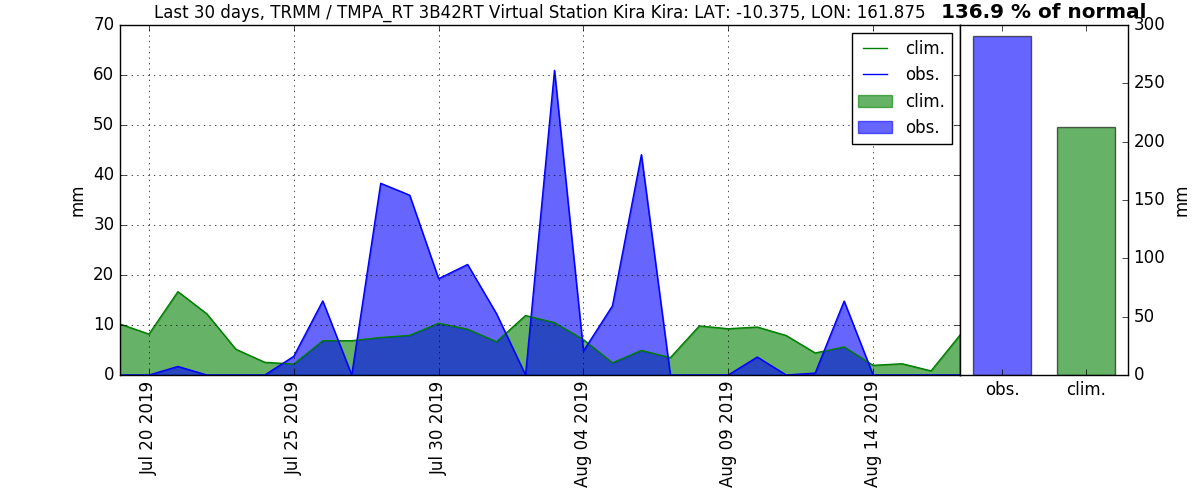 Last 30 days, TRMM / TMPA_RT 3B42RT Virtual Station Kira Kira: LAT: -10.375, LON: 161.875 136.9 % of normal
70
60
50
40
30
20
10
0
mm
clim.
obs.
clim.
obs.
Jul 20 2019
Jul 25 2019
Jul 30 2019
Aug 04 2019
Aug 09 2019
Aug 14 2019
300
250
200
150
100
50
0
mm
obs.
clim.